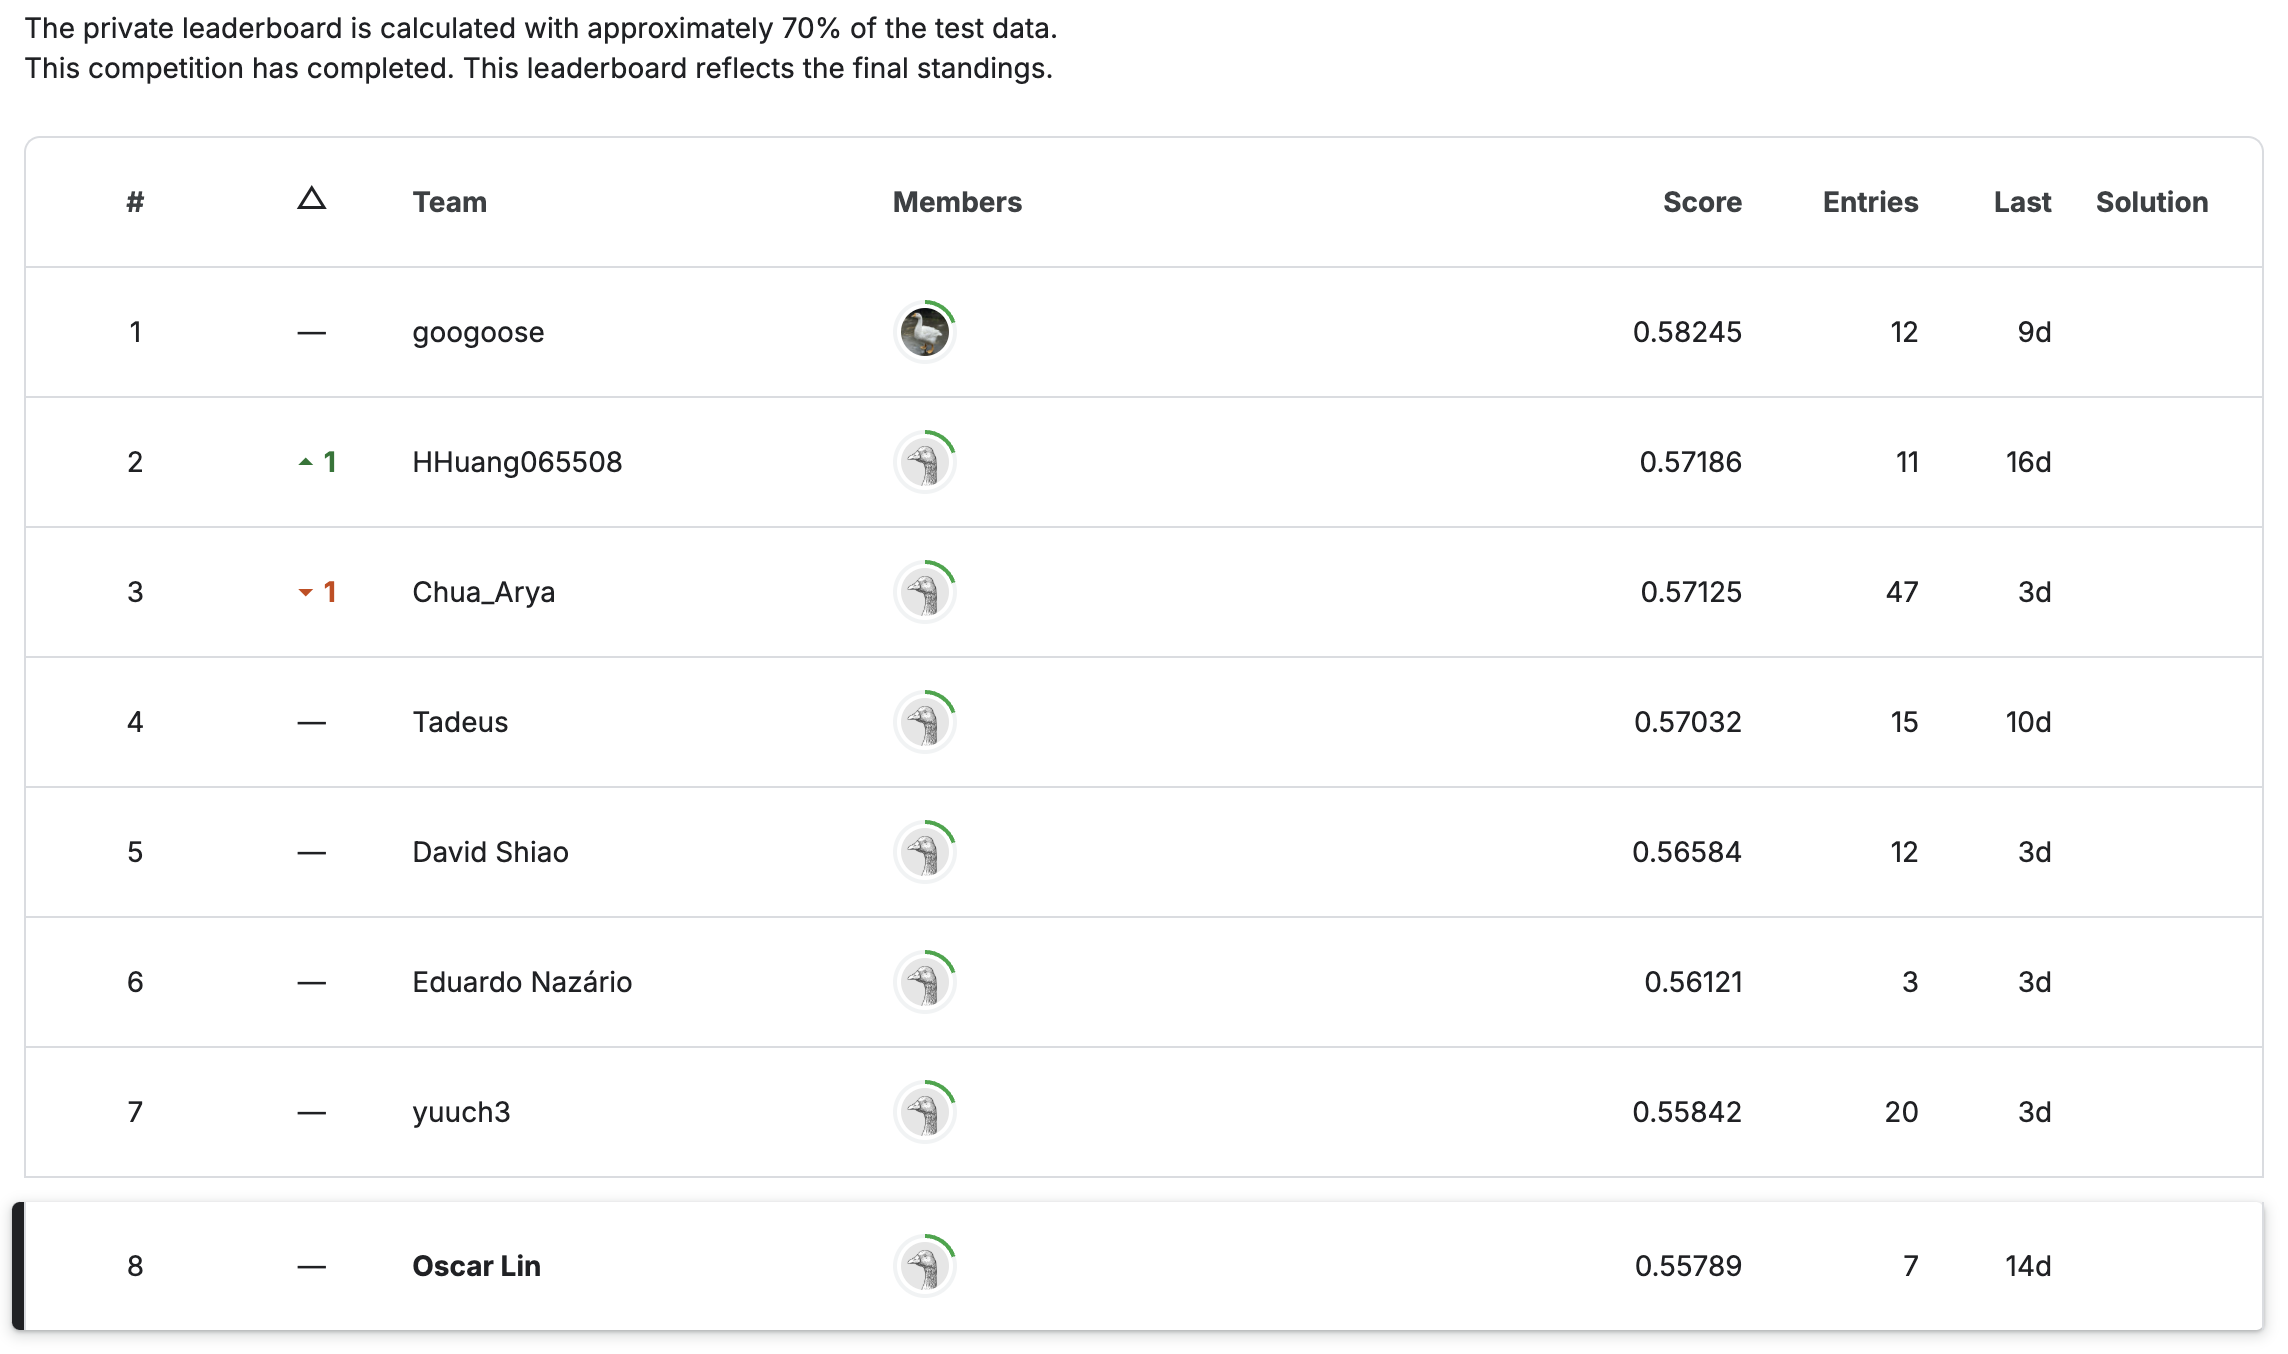 The private leaderboard is calculated with approximately 70% of the test data.
This competition has completed. This leaderboard reflects the final standings.
# △ Team Members Score Entries Last Solution
1 — googoose 0.58245 12 9d
2 ▲ 1 HHuang065508 0.57186 11 16d
3 ▼ 1 Chua_Arya 0.57125 47 3d
4 — Tadeus 0.57032 15 10d
5 — David Shiao 0.56584 12 3d
6 — Eduardo Nazário 0.56121 3 3d
7 — yuuch3 0.55842 20 3d
8 — Oscar Lin 0.55789 7 14d